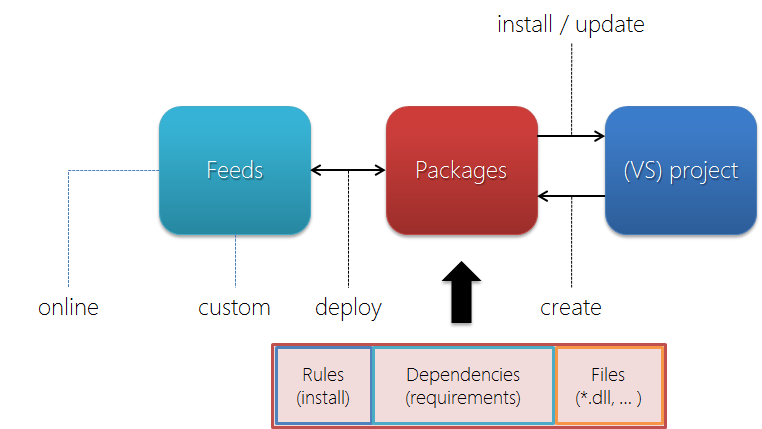 install / update
Feeds
Packages
(VS) project
online
custom
deploy
create
Rules
(install)
Dependencies
(requirements)
Files
(*.dll, ... )